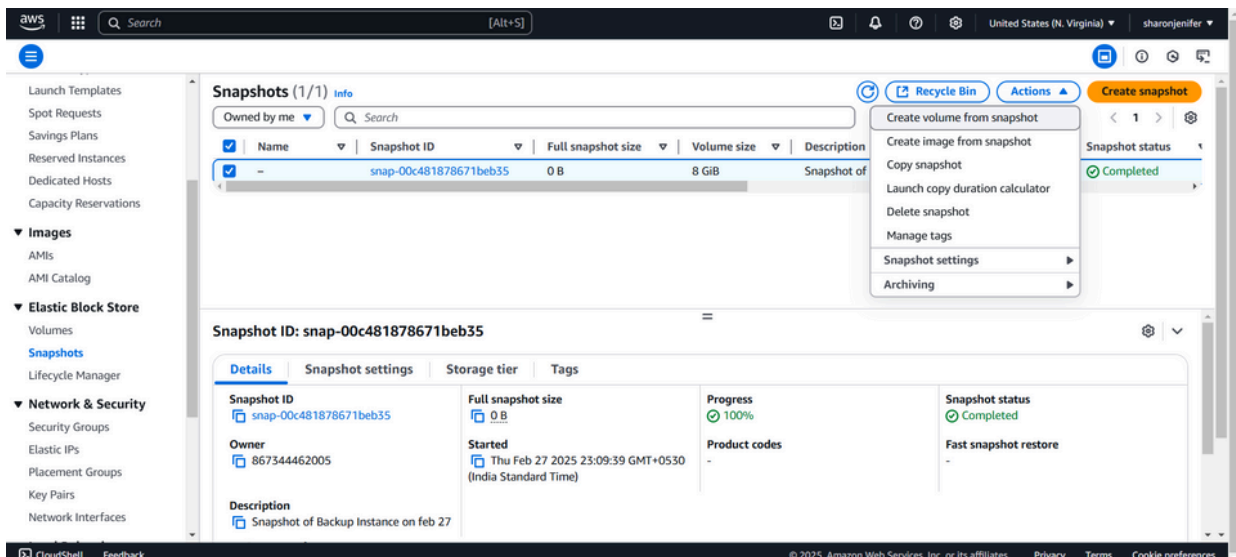 aws Search [Alt+S] United States (N. Virginia) sharonjenifer
Launch Templates
Spot Requests
Savings Plans
Reserved Instances
Dedicated Hosts
Capacity Reservations
Images
AMIs
AMI Catalog
Elastic Block Store
Volumes
Snapshots
Lifecycle Manager
Network & Security
Security Groups
Elastic IPs
Placement Groups
Key Pairs
Network Interfaces
Snapshots (1/1) Info
Recycle Bin Actions Create snapshot
Owned by me Search 1
Name Snapshot ID Full snapshot size Volume size Description Snapshot status
– snap-00c481878671beb35 0 B 8 GiB Snapshot of Completed
Create volume from snapshot
Create image from snapshot
Copy snapshot
Launch copy duration calculator
Delete snapshot
Manage tags
Snapshot settings
Archiving
Snapshot ID: snap-00c481878671beb35
Details Snapshot settings Storage tier Tags
Snapshot ID
snap-00c481878671beb35
Full snapshot size
0 B
Progress
100%
Snapshot status
Completed
Owner
867344462005
Started
Thu Feb 27 2025 23:09:39 GMT+0530
(India Standard Time)
Product codes
-
Fast snapshot restore
-
Description
Snapshot of Backup Instance on feb 27
CloudShell Feedback © 2025, Amazon Web Services, Inc. or its affiliates. Privacy Terms Cookie preferences